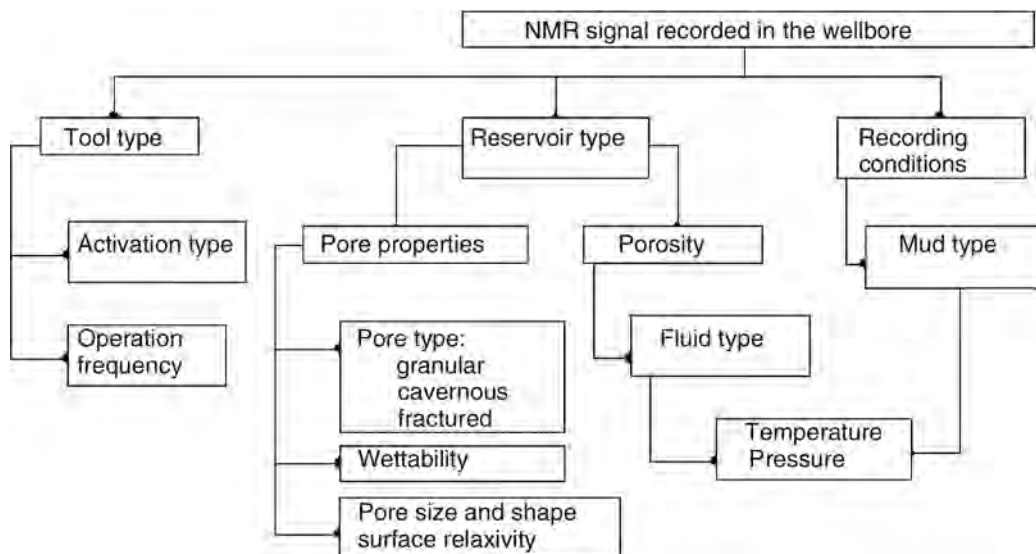 NMR signal recorded in the wellbore
Tool type
Reservoir type
Recording
conditions
Activation type
Pore properties
Porosity
Mud type
Operation
frequency
Pore type:
granular
cavernous
fractured
Fluid type
Wettability
Temperature
Pressure
Pore size and shape
surface relaxivity